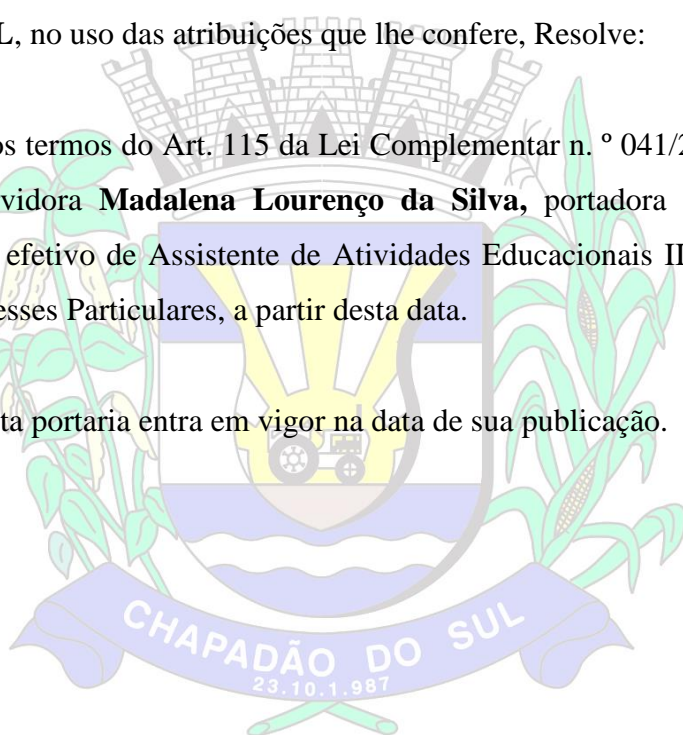 L, no uso das atribuições que lhe confere, Resolve:
os termos do Art. 115 da Lei Complementar n. º 041/2
vidora Madalena Lourenço da Silva, portadora
efetivo de Assistente de Atividades Educacionais II
esses Particulares, a partir desta data.
ta portaria entra em vigor na data de sua publicação.
CHAPADÃO DO SUL
23.10.1.987